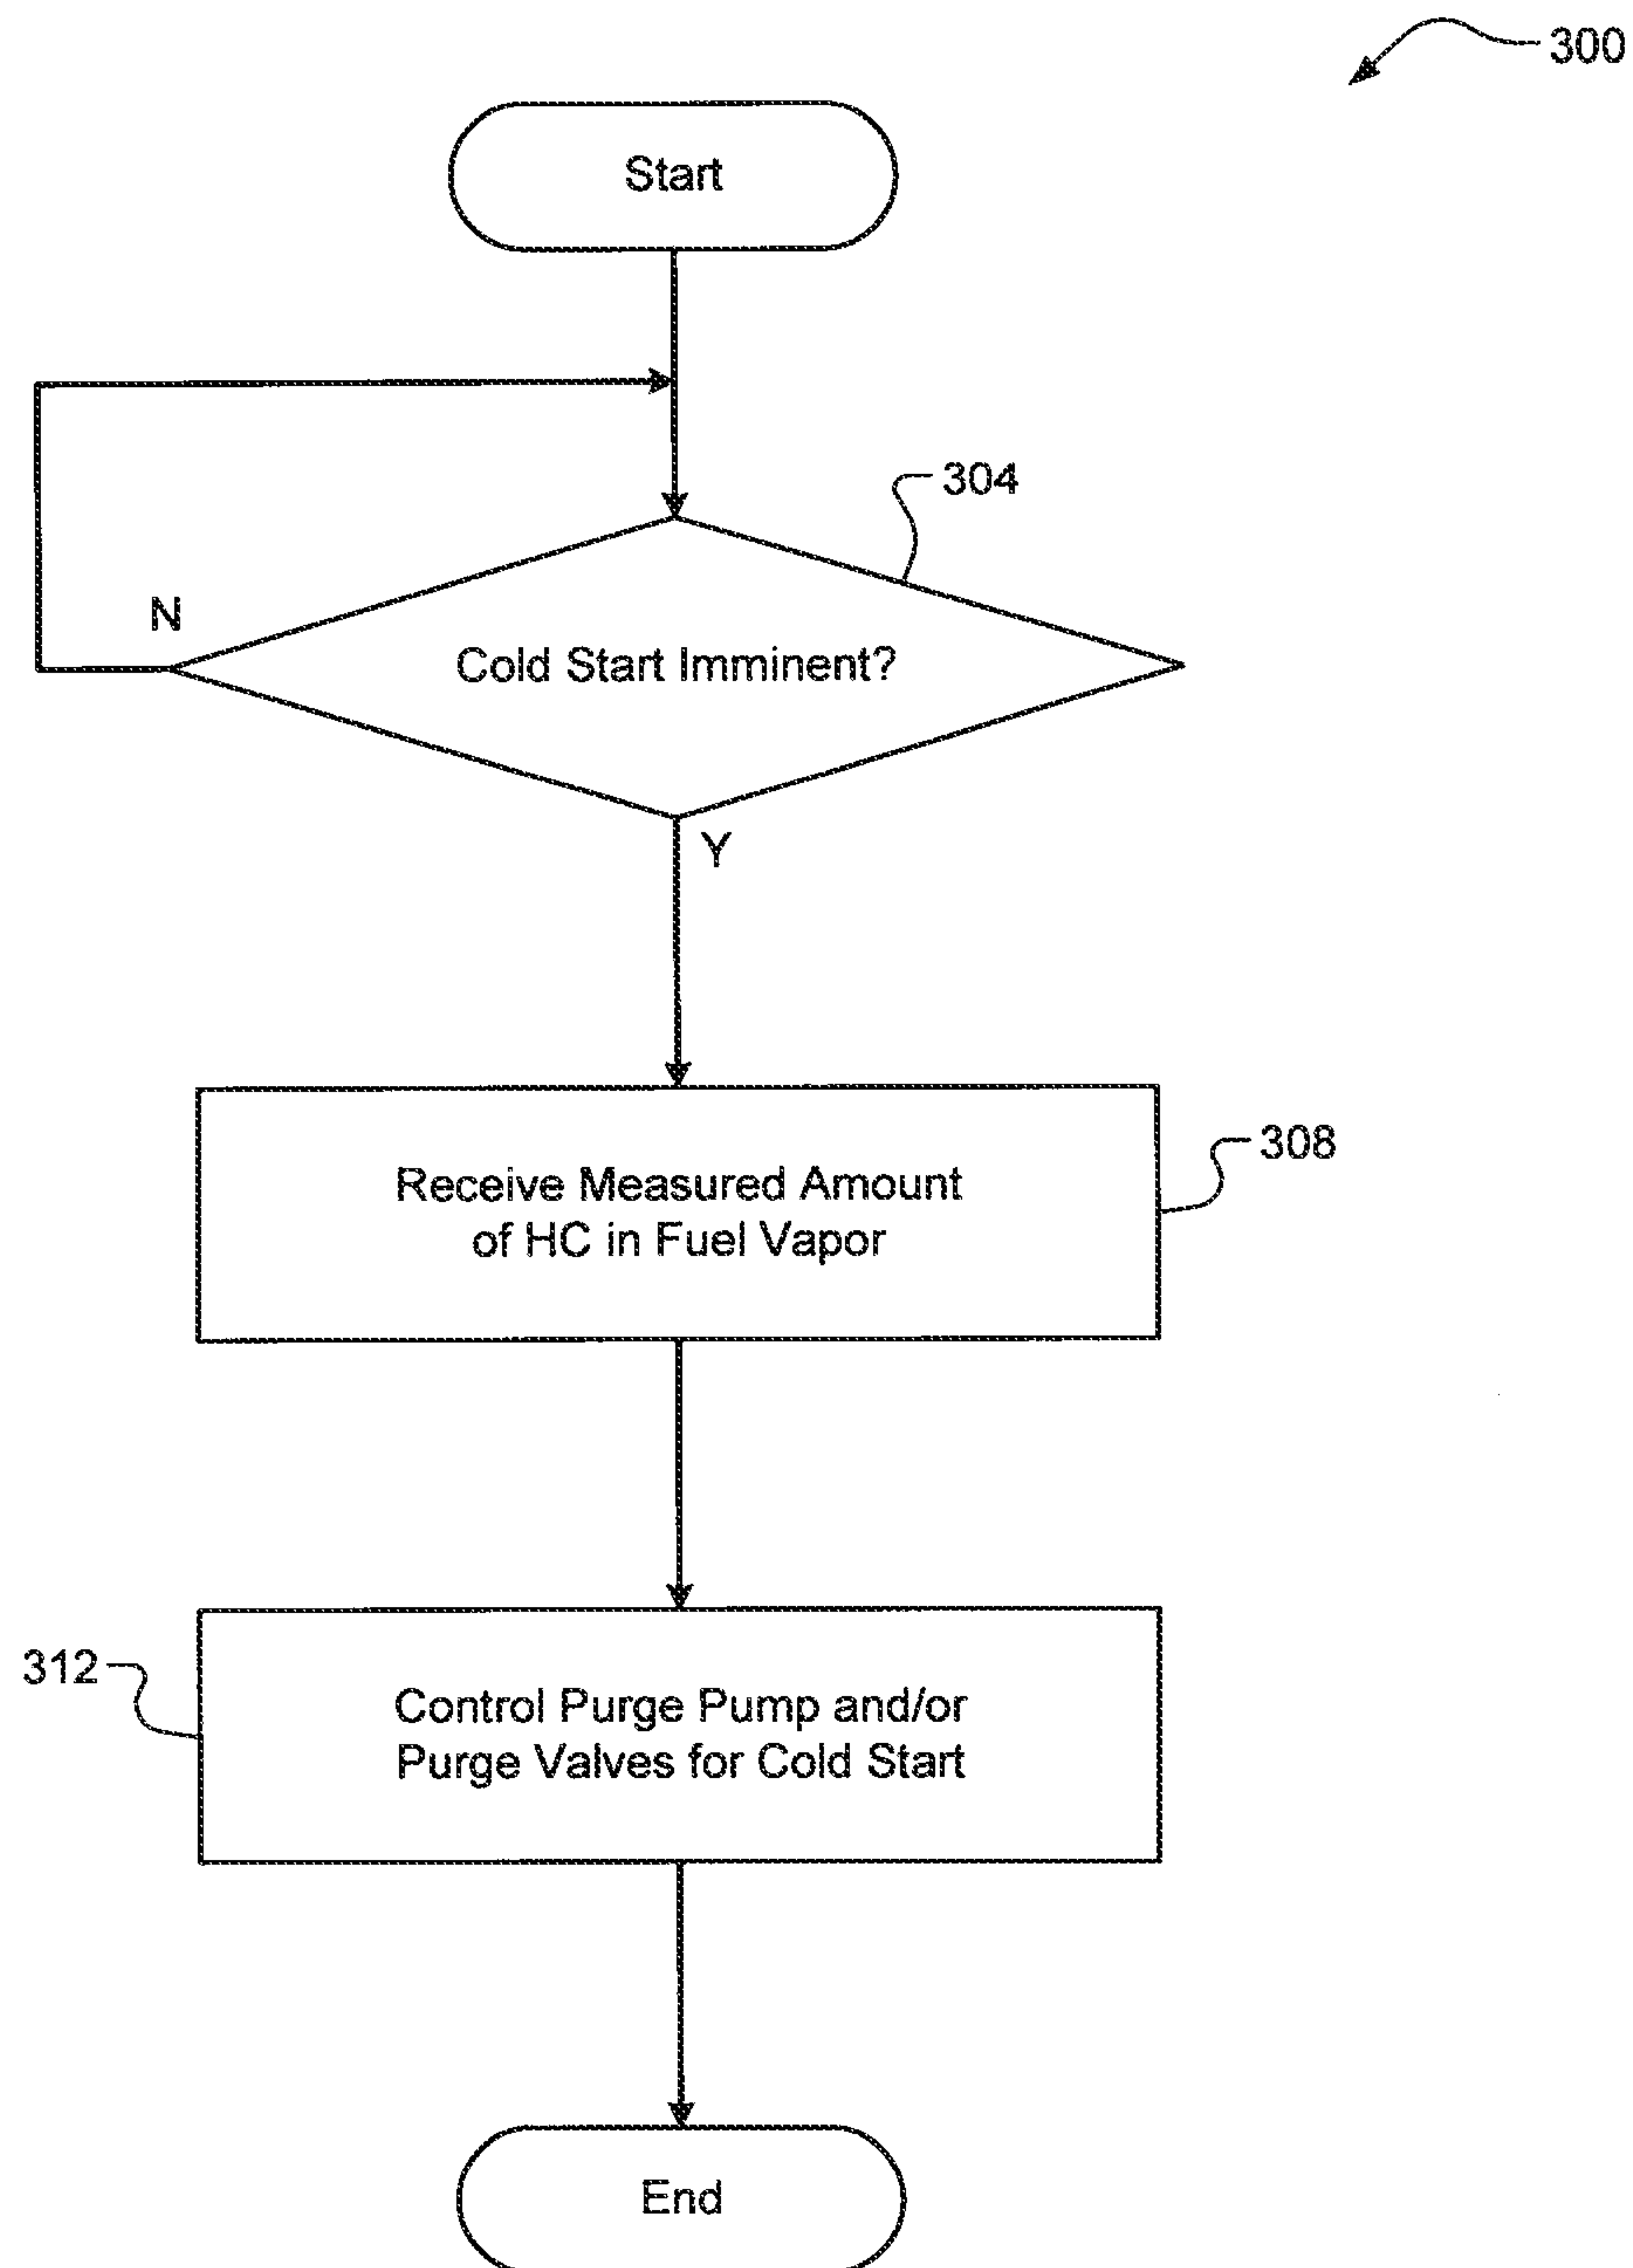 300
Start
304
N
Cold Start Imminent?
Y
308
Receive Measured Amount
of HC in Fuel Vapor
312
Control Purge Pump and/or
Purge Valves for Cold Start
End